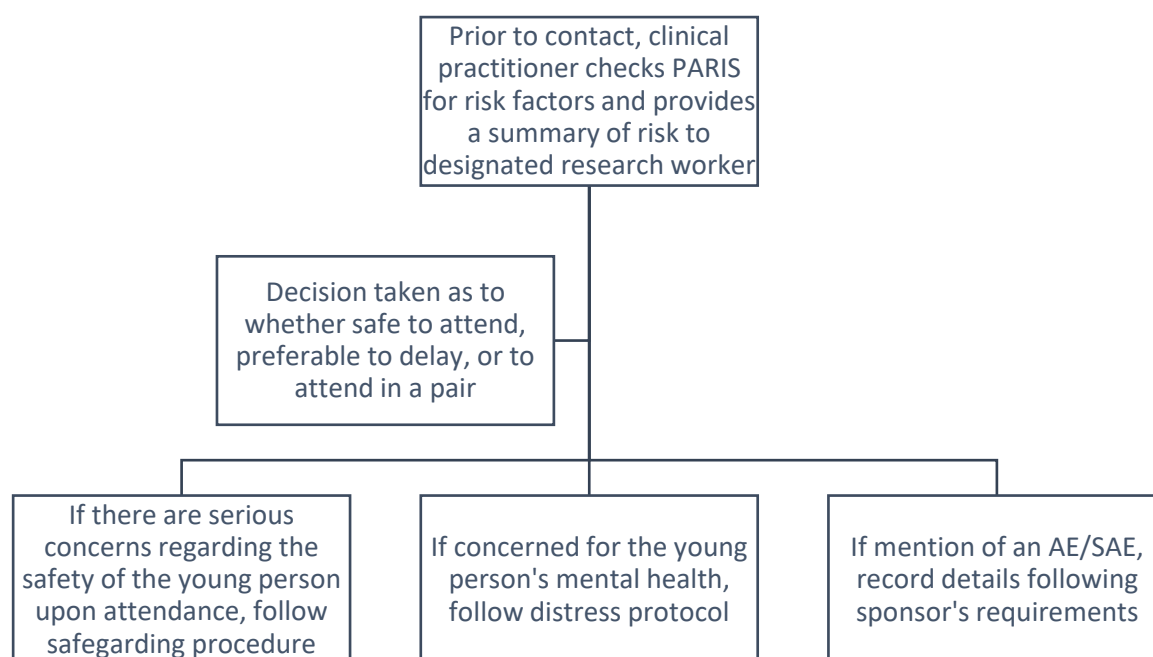 Prior to contact, clinical
practitioner checks PARIS
for risk factors and provides
a summary of risk to
designated research worker
Decision taken as to
whether safe to attend,
preferable to delay, or to
attend in a pair
If there are serious
concerns regarding the
safety of the young person
upon attendance, follow
safegarding procedure
If concerned for the young
person's mental health,
follow distress protocol
If mention of an AE/SAE,
record details following
sponsor's requirements